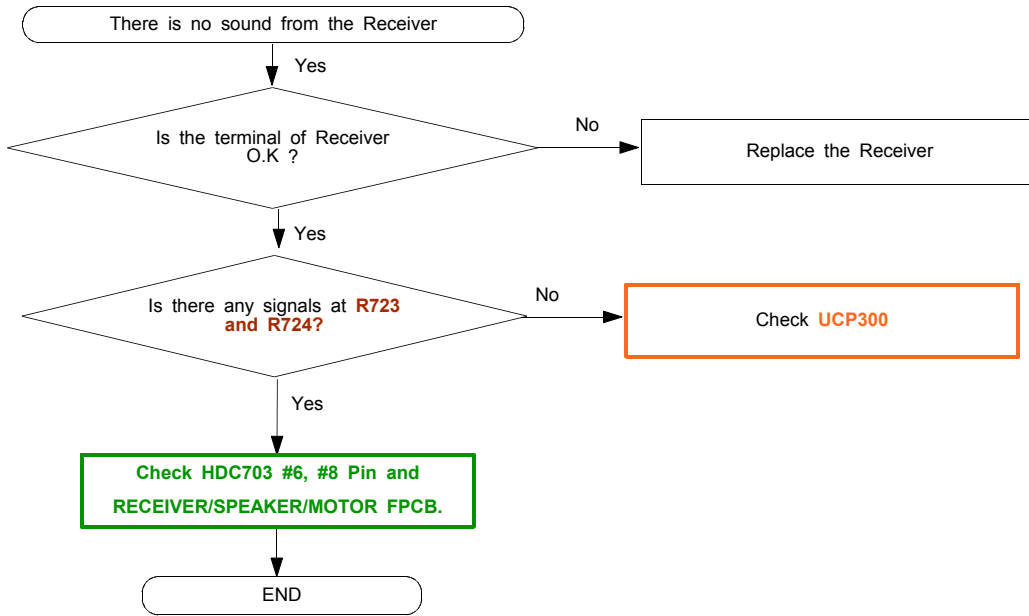 There is no sound from the Receiver
Yes
Is the terminal of Receiver
O.K ?
No
Replace the Receiver
Yes
Is there any signals at R723
and R724?
No
Check UCP300
Yes
Check HDC703 #6, #8 Pin and
RECEIVER/SPEAKER/MOTOR FPCB.
END